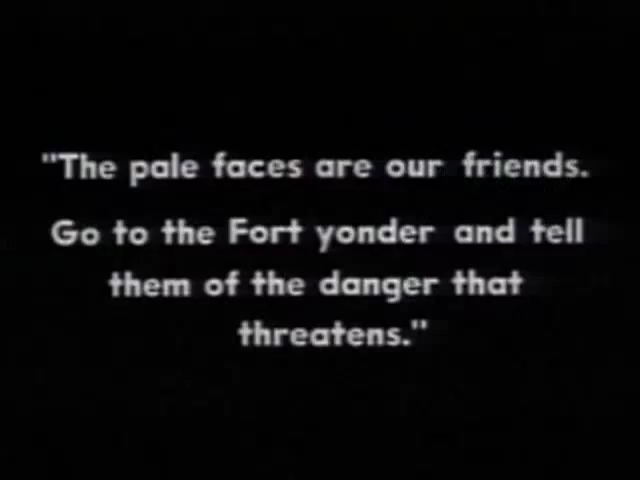 "The pale faces are our friends.
Go to the Fort yonder and tell
them of the danger that
threatens."